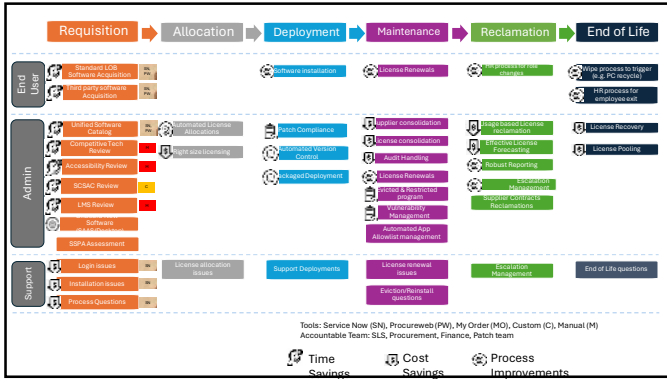 Requisition
Allocation
Deployment
Maintenance
Reclamation
End of Life
End
User
Standard LOB
Software Acquisition
SN,
PW
Software installation
License Renewals
HR process for role
changes
Wipe process to trigger
(e.g. PC recycle)
Third party software
Acquisition
SN,
PW
HR process for
employee exit
Admin
Unified Software
Catalog
SN,
PW
Automated License
Allocations
Patch Compliance
Supplier consolidation
Usage based License
reclamation
License Recovery
Competitive Tech
Review
Right size licensing
Automated Version
Control
License consolidation
Effective License
Forecasting
License Pooling
Accessibility Review
Packaged Deployment
Audit Handling
Robust Reporting
SCSAC Review
C
License Renewals
Escalation
Management
LMS Review
Evicted & Restricted
program
Supplier Contracts
Reclamations
Software
Vulnerability
Management
SSPA Assessment
Automated App
Allowlist management
Support
Login issues
SN
License allocation
issues
Support Deployments
License renewal
issues
Escalation
Management
End of Life questions
Installation issues
SN
Eviction/Reinstall
questions
Process Questions
SN
Tools: Service Now (SN), Procureweb (PW), My Order (MO), Custom (C), Manual (M)
Accountable Team: SLS, Procurement, Finance, Patch team
Time
Savings
Cost
Savings
Process
Improvements